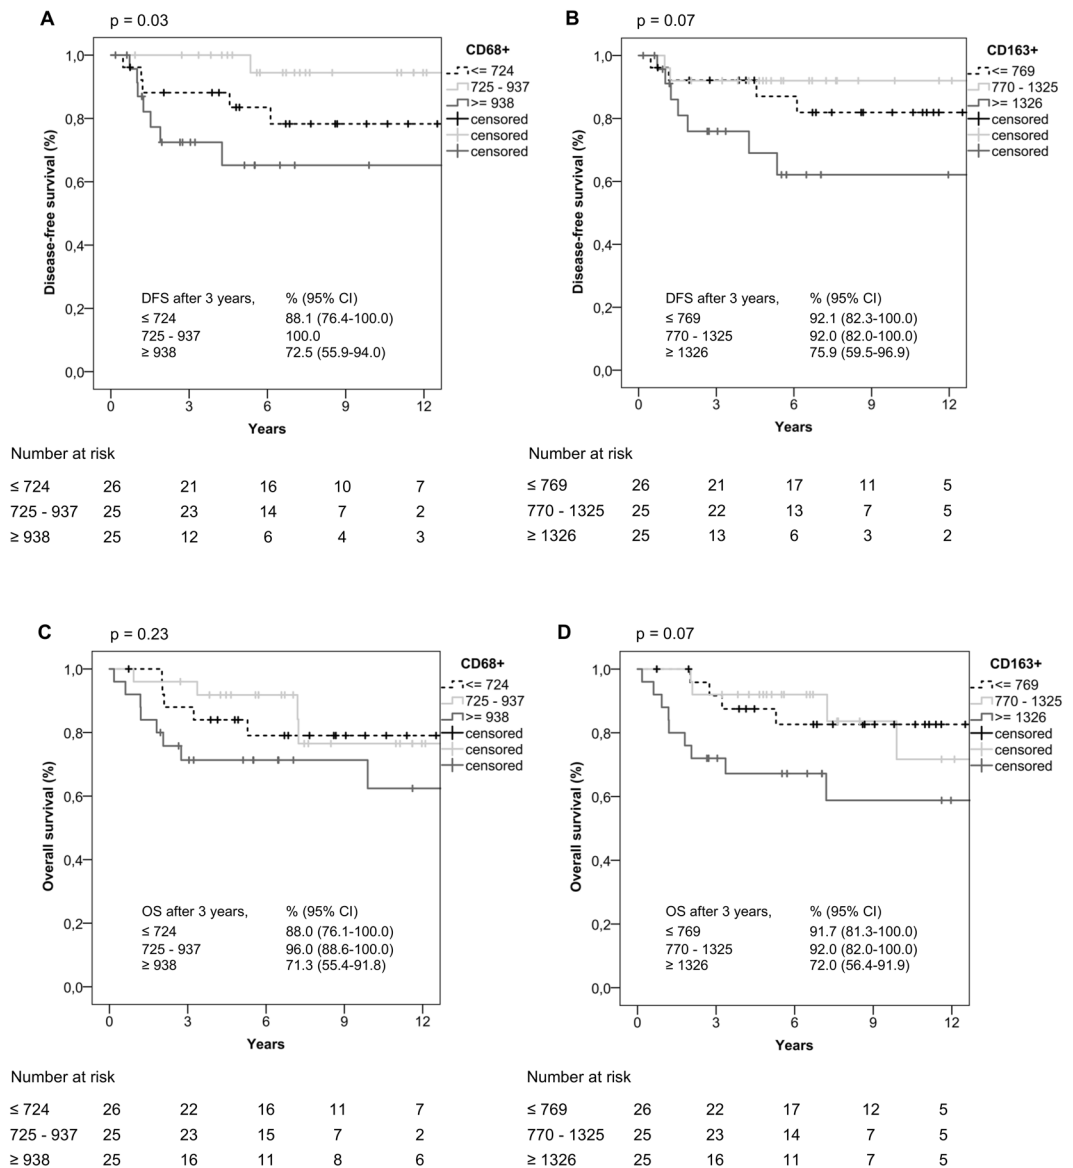 A
p = 0.03
CD68+
<= 724
725 - 937
>= 938
censored
censored
censored
1,0
0,8
0,6
0,4
0,2
0,0
Disease-free survival (%)
DFS after 3 years, % (95% CI)
≤ 724 88.1 (76.4-100.0)
725 - 937 100.0
≥ 938 72.5 (55.9-94.0)
0 3 6 9 12
Years
Number at risk
≤ 724 26 21 16 10 7
725 - 937 25 23 14 7 2
≥ 938 25 12 6 4 3
B
p = 0.07
CD163+
<= 769
770 - 1325
>= 1326
censored
censored
censored
1,0
0,8
0,6
0,4
0,2
0,0
Disease-free survival (%)
DFS after 3 years, % (95% CI)
≤ 769 92.1 (82.3-100.0)
770 - 1325 92.0 (82.0-100.0)
≥ 1326 75.9 (59.5-96.9)
0 3 6 9 12
Years
Number at risk
≤ 769 26 21 17 11 5
770 - 1325 25 22 13 7 5
≥ 1326 25 13 6 3 2
C
p = 0.23
CD68+
<= 724
725 - 937
>= 938
censored
censored
censored
1,0
0,8
0,6
0,4
0,2
0,0
Overall survival (%)
OS after 3 years, % (95% CI)
≤ 724 88.0 (76.1-100.0)
725 - 937 96.0 (88.6-100.0)
≥ 938 71.3 (55.4-91.8)
0 3 6 9 12
Years
Number at risk
≤ 724 26 22 16 11 7
725 - 937 25 23 15 7 2
≥ 938 25 16 11 8 6
D
p = 0.07
CD163+
<= 769
770 - 1325
>= 1326
censored
censored
censored
1,0
0,8
0,6
0,4
0,2
0,0
Overall survival (%)
OS after 3 years, % (95% CI)
≤ 769 91.7 (81.3-100.0)
770 - 1325 92.0 (82.0-100.0)
≥ 1326 72.0 (56.4-91.9)
0 3 6 9 12
Years
Number at risk
≤ 769 26 22 17 12 5
770 - 1325 25 23 14 7 5
≥ 1326 25 16 11 7 5